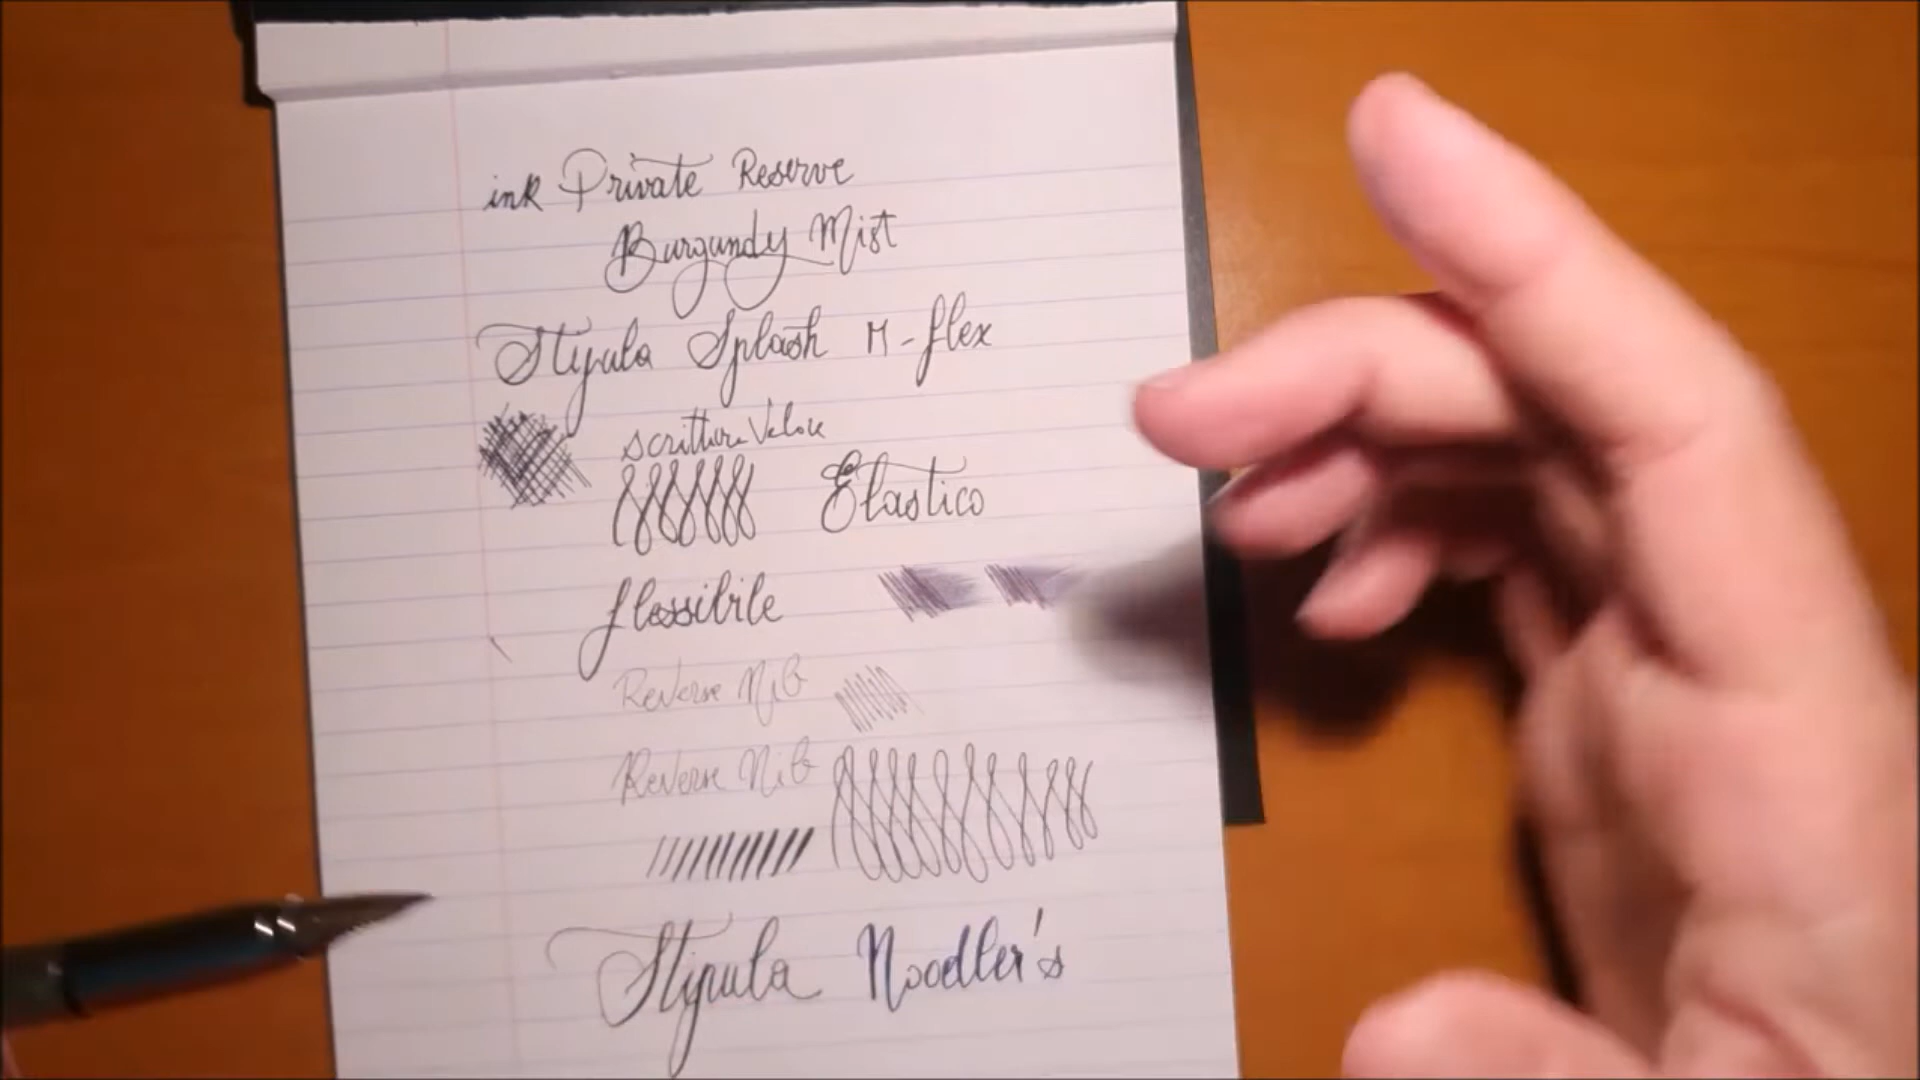 ink Private Reserve
Burgundy Mist
Stipula Splash M-flex
scrittura Veloce
Elastico
flessibile
Reverse Nib
Reverse Nib
Stipula Noodler's